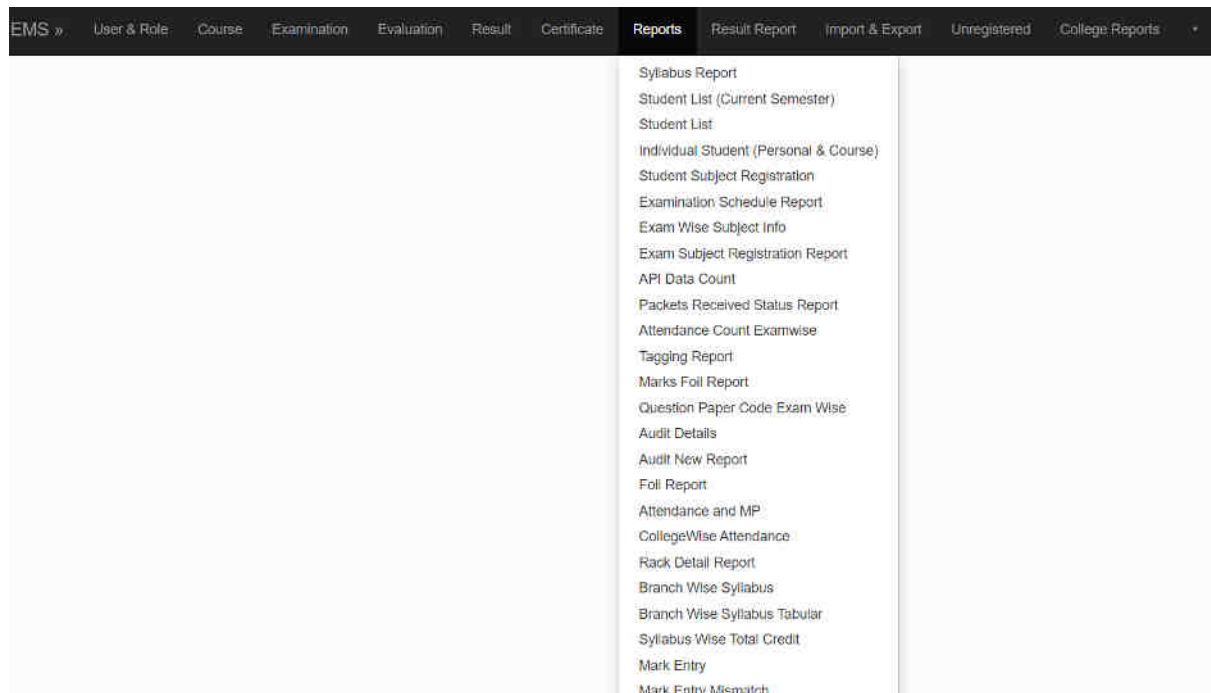 EMS » User & Role Course Examination Evaluation Result Certificate Reports Result Report Import & Export Unregistered College Reports
Syllabus Report
Student List (Current Semester)
Student List
Individual Student (Personal & Course)
Student Subject Registration
Examination Schedule Report
Exam Wise Subject Info
Exam Subject Registration Report
API Data Count
Packets Received Status Report
Attendance Count Examwise
Tagging Report
Marks Foil Report
Question Paper Code Exam Wise
Audit Details
Audit New Report
Foil Report
Attendance and MP
CollegeWise Attendance
Rack Detail Report
Branch Wise Syllabus
Branch Wise Syllabus Tabular
Syllabus Wise Total Credit
Mark Entry
Mark Entry Mismatch